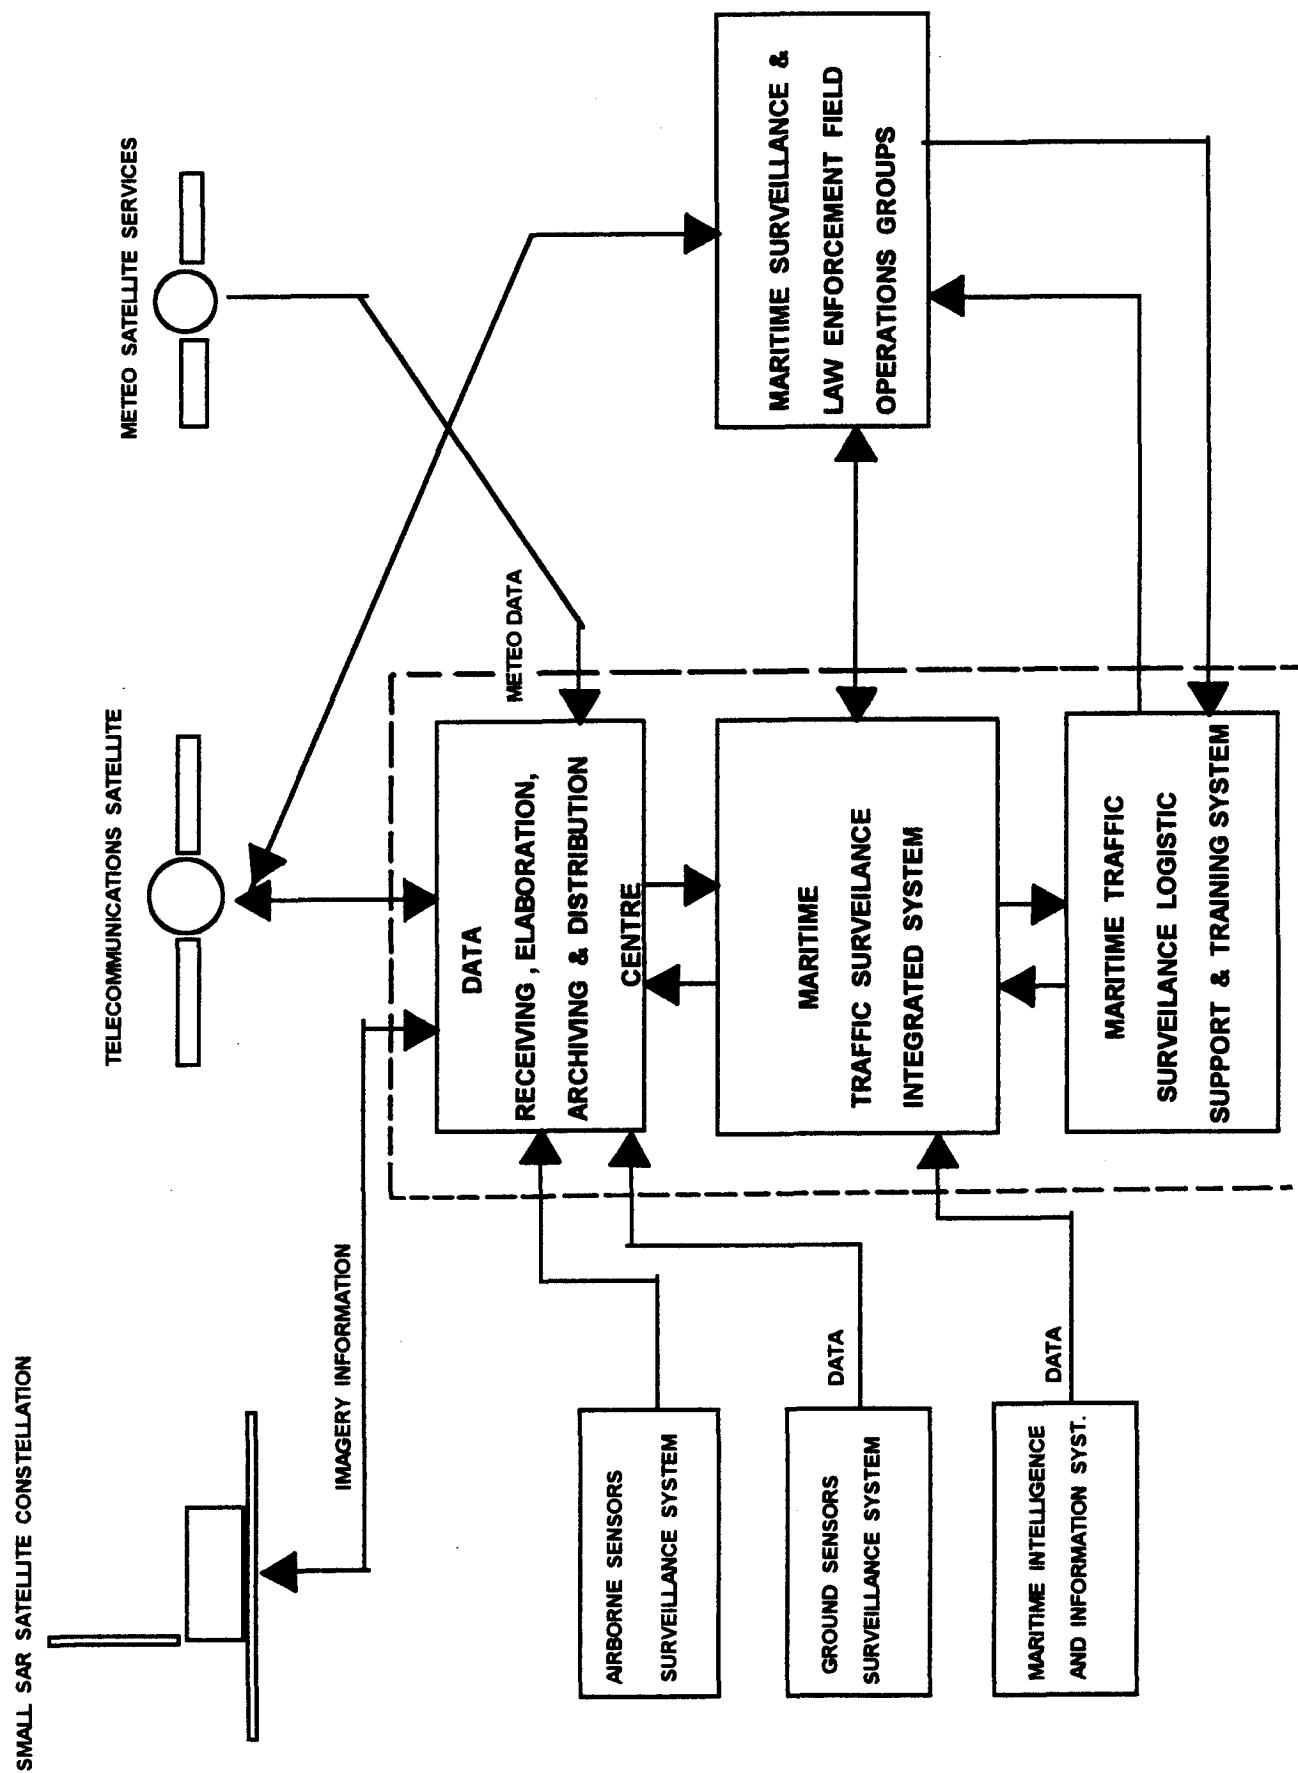 SMALL SAR SATELLITE CONSTELLATION
TELECOMMUNICATIONS SATELLITE
METEO SATELLITE SERVICES
IMAGERY INFORMATION
METEO DATA
DATA
RECEIVING , ELABORATION,
ARCHIVING & DISTRIBUTION
CENTRE
AIRBORNE SENSORS
SURVEILLANCE SYSTEM
GROUND SENSORS
SURVEILLANCE SYSTEM
DATA
MARITIME INTELLIGENCE
AND INFORMATION SYST.
DATA
MARITIME
TRAFFIC SURVEILANCE
INTEGRATED SYSTEM
MARITIME TRAFFIC
SURVEILANCE LOGISTIC
SUPPORT & TRAINING SYSTEM
MARITIME SURVEILLANCE &
LAW ENFORCEMENT FIELD
OPERATIONS GROUPS